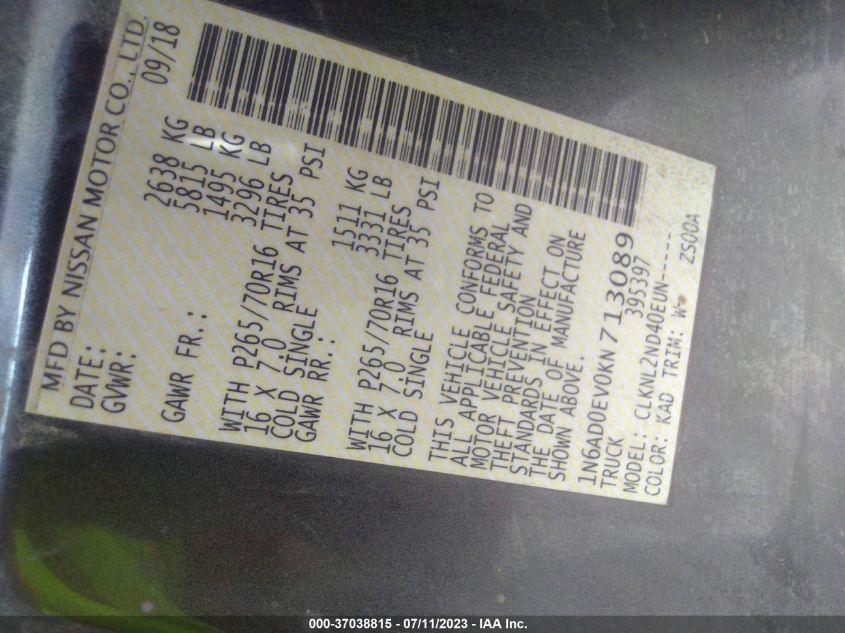 MFD BY NISSAN MOTOR CO., LTD.
DATE: 09/18
GVWR: 2638 KG
5815 LB
GAWR FR.: 1495 KG
3296 LB
WITH P265/70R16 TIRES
16 X 7.0 RIMS AT 35 PSI
COLD SINGLE
GAWR RR.: 1511 KG
3331 LB
WITH P265/70R16 TIRES
16 X 7.0 RIMS AT 35 PSI
COLD SINGLE
THIS VEHICLE CONFORMS TO
ALL APPLICABLE FEDERAL
MOTOR VEHICLE SAFETY AND
THEFT PREVENTION
STANDARDS IN EFFECT ON
THE DATE OF MANUFACTURE
SHOWN ABOVE.
1N6AD0EV0KN713089
TRUCK 395397
MODEL: CLKNL2ND40EUN-----
COLOR: KAD TRIM: W ZS00A
000-37038815 - 07/11/2023 - IAA Inc.